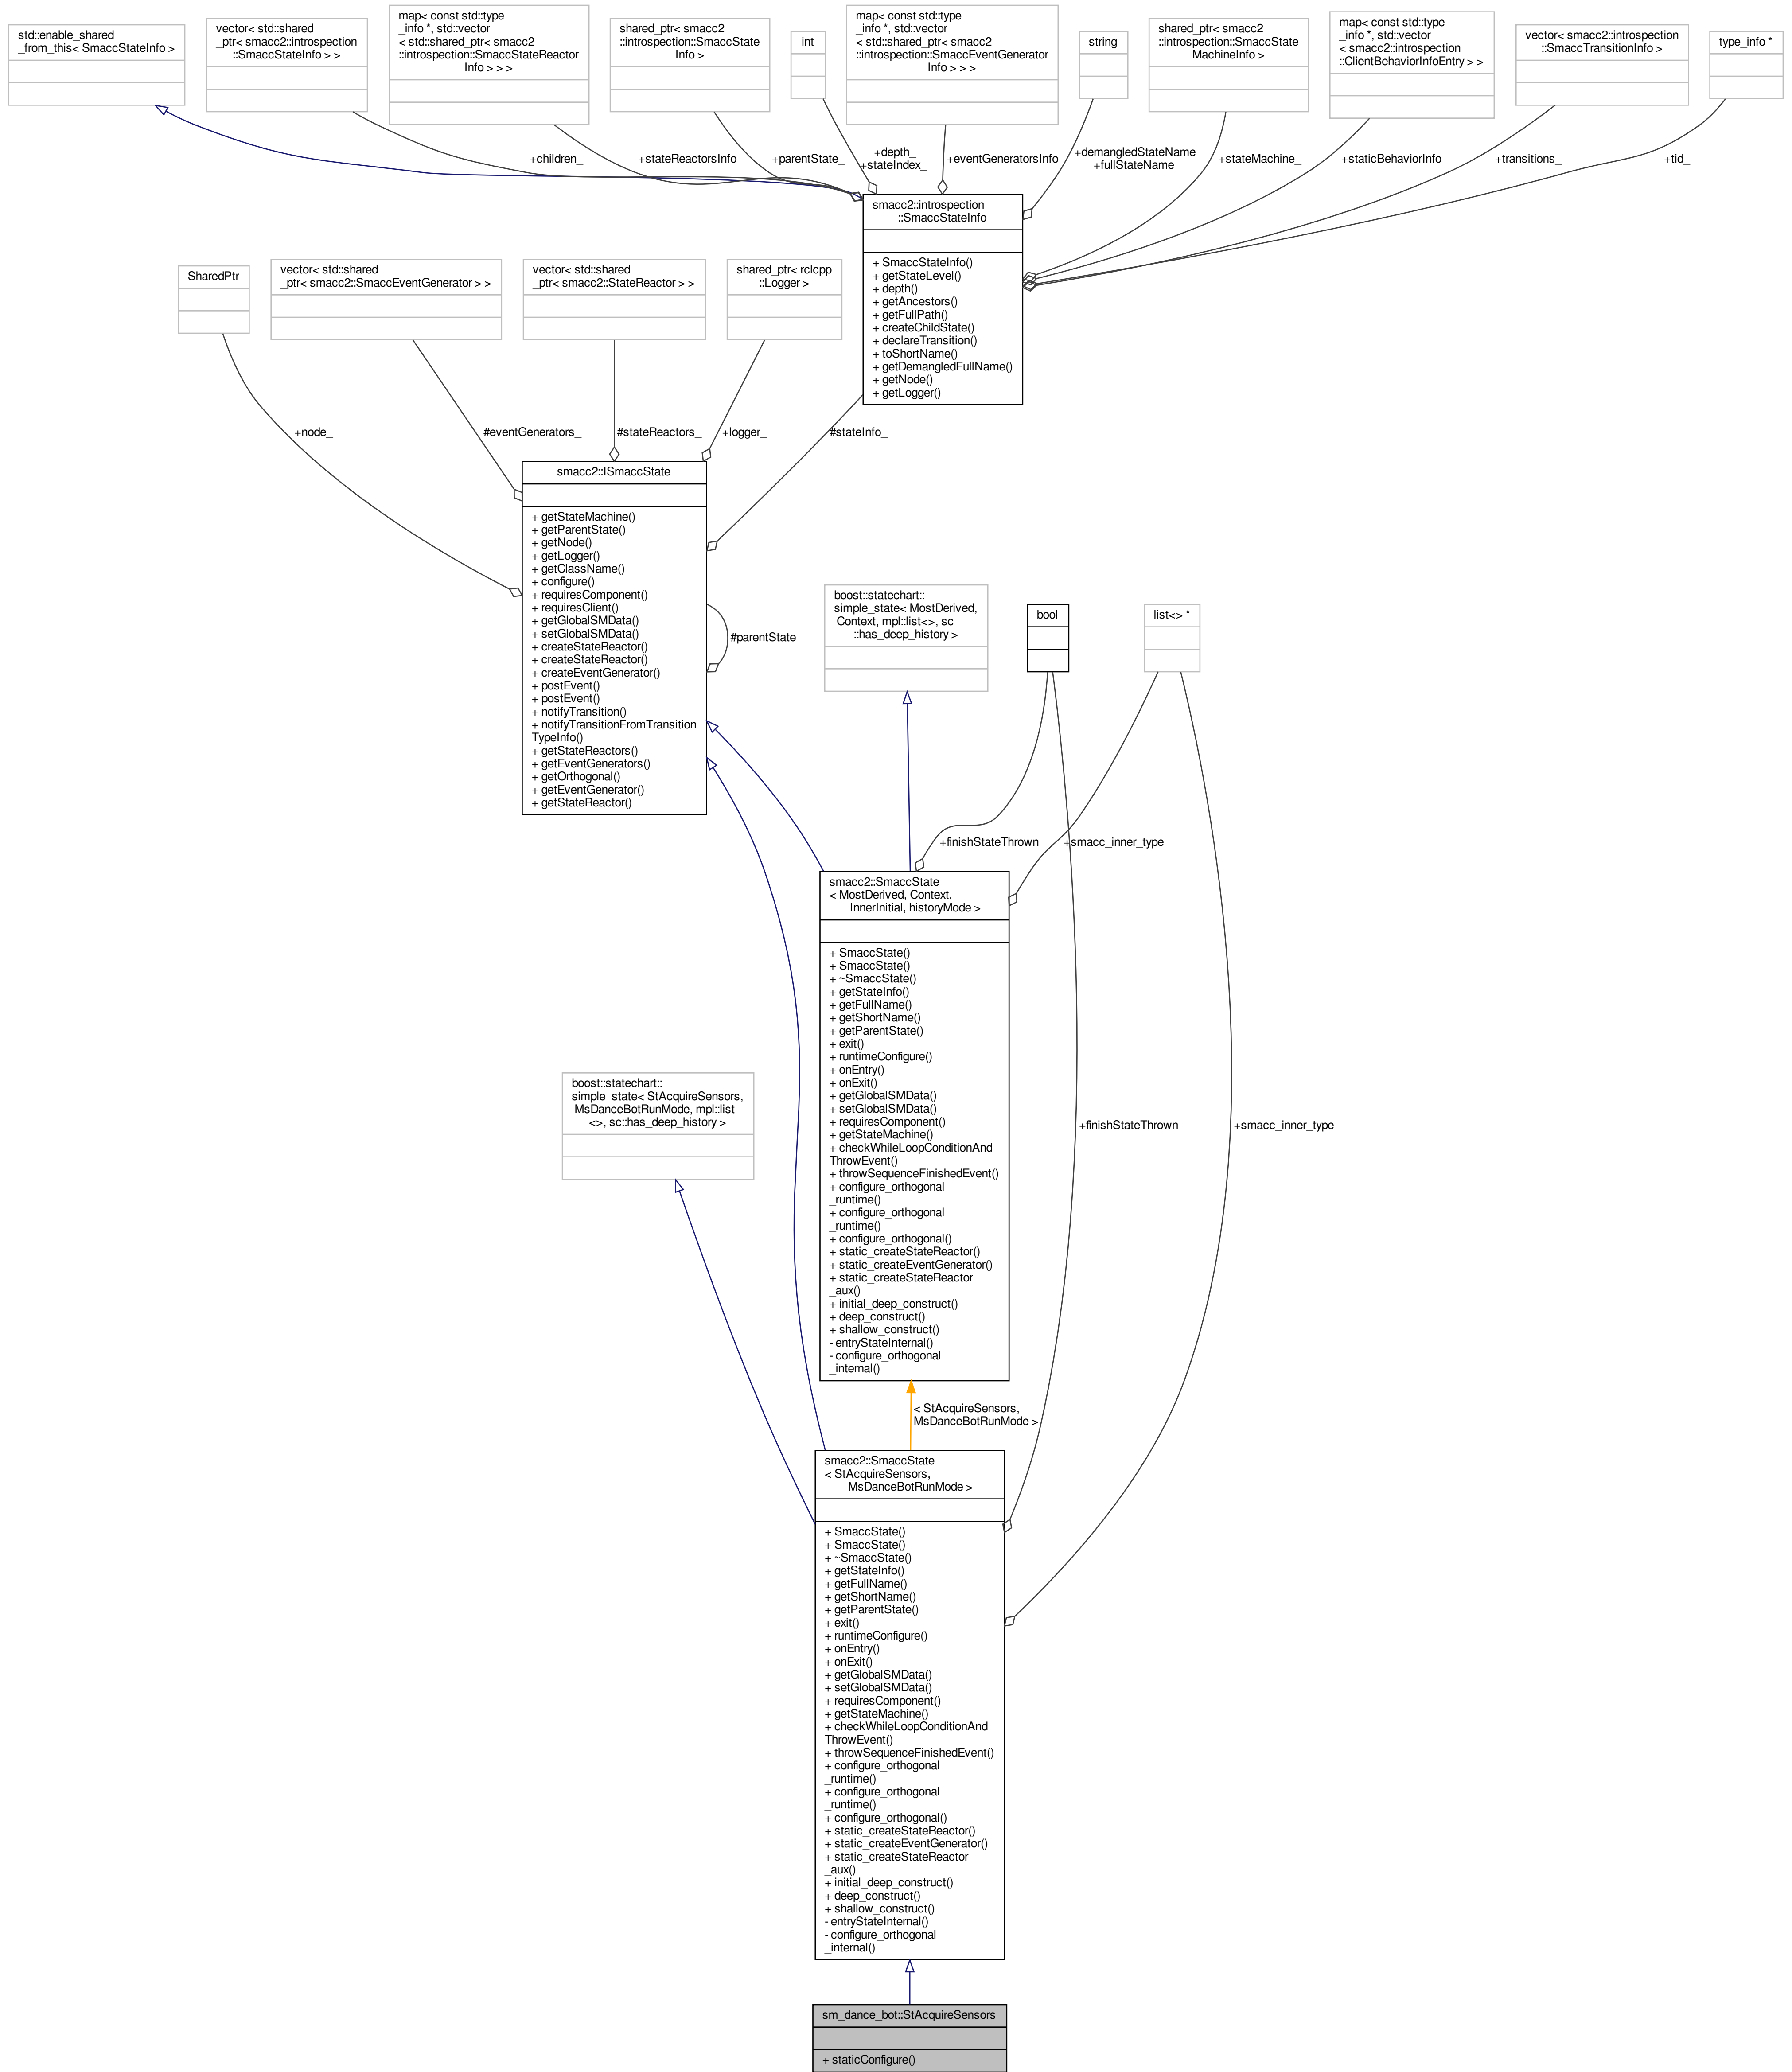 std::enable_shared
_from_this< SmaccStateInfo >
vector< std::shared
_ptr< smacc2::introspection
::SmaccStateInfo > >
map< const std::type
_info *, std::vector
< std::shared_ptr< smacc2
::introspection::SmaccStateReactor
Info > > >
shared_ptr< smacc2
::introspection::SmaccState
Info >
int
map< const std::type
_info *, std::vector
< std::shared_ptr< smacc2
::introspection::SmaccEventGenerator
Info > > >
string
shared_ptr< smacc2
::introspection::SmaccState
MachineInfo >
map< const std::type
_info *, std::vector
< smacc2::introspection
::ClientBehaviorInfoEntry > >
vector< smacc2::introspection
::SmaccTransitionInfo >
type_info *
+children_
+stateReactorsInfo
+parentState_
+depth_
+stateIndex_
+eventGeneratorsInfo
+demangledStateName
+fullStateName
+stateMachine_
+staticBehaviorInfo
+transitions_
+tid_
smacc2::introspection
::SmaccStateInfo
+ SmaccStateInfo()
+ getStateLevel()
+ depth()
+ getAncestors()
+ getFullPath()
+ createChildState()
+ declareTransition()
+ toShortName()
+ getDemangledFullName()
+ getNode()
+ getLogger()
SharedPtr
vector< std::shared
_ptr< smacc2::SmaccEventGenerator > >
vector< std::shared
_ptr< smacc2::StateReactor > >
shared_ptr< rclcpp
::Logger >
+node_
#eventGenerators_
#stateReactors_
+logger_
#stateInfo_
smacc2::ISmaccState
+ getStateMachine()
+ getParentState()
+ getNode()
+ getLogger()
+ getClassName()
+ configure()
+ requiresComponent()
+ requiresClient()
+ getGlobalSMData()
+ setGlobalSMData()
+ createStateReactor()
+ createStateReactor()
+ createEventGenerator()
+ postEvent()
+ postEvent()
+ notifyTransition()
+ notifyTransitionFromTransition
TypeInfo()
+ getStateReactors()
+ getEventGenerators()
+ getOrthogonal()
+ getEventGenerator()
+ getStateReactor()
#parentState_
boost::statechart::
simple_state< MostDerived,
Context, mpl::list<>, sc
::has_deep_history >
bool
list<> *
+finishStateThrown
+smacc_inner_type
smacc2::SmaccState
< MostDerived, Context,
InnerInitial, historyMode >
+ SmaccState()
+ SmaccState()
+ ~SmaccState()
+ getStateInfo()
+ getFullName()
+ getShortName()
+ getParentState()
+ exit()
+ runtimeConfigure()
+ onEntry()
+ onExit()
+ getGlobalSMData()
+ setGlobalSMData()
+ requiresComponent()
+ getStateMachine()
+ checkWhileLoopConditionAnd
ThrowEvent()
+ throwSequenceFinishedEvent()
+ configure_orthogonal
_runtime()
+ configure_orthogonal
_runtime()
+ configure_orthogonal()
+ static_createStateReactor()
+ static_createEventGenerator()
+ static_createStateReactor
_aux()
+ initial_deep_construct()
+ deep_construct()
+ shallow_construct()
- entryStateInternal()
- configure_orthogonal
_internal()
boost::statechart::
simple_state< StAcquireSensors,
MsDanceBotRunMode, mpl::list
<>, sc::has_deep_history >
+finishStateThrown
+smacc_inner_type
< StAcquireSensors,
MsDanceBotRunMode >
smacc2::SmaccState
< StAcquireSensors,
MsDanceBotRunMode >
+ SmaccState()
+ SmaccState()
+ ~SmaccState()
+ getStateInfo()
+ getFullName()
+ getShortName()
+ getParentState()
+ exit()
+ runtimeConfigure()
+ onEntry()
+ onExit()
+ getGlobalSMData()
+ setGlobalSMData()
+ requiresComponent()
+ getStateMachine()
+ checkWhileLoopConditionAnd
ThrowEvent()
+ throwSequenceFinishedEvent()
+ configure_orthogonal
_runtime()
+ configure_orthogonal
_runtime()
+ configure_orthogonal()
+ static_createStateReactor()
+ static_createEventGenerator()
+ static_createStateReactor
_aux()
+ initial_deep_construct()
+ deep_construct()
+ shallow_construct()
- entryStateInternal()
- configure_orthogonal
_internal()
sm_dance_bot::StAcquireSensors
+ staticConfigure()